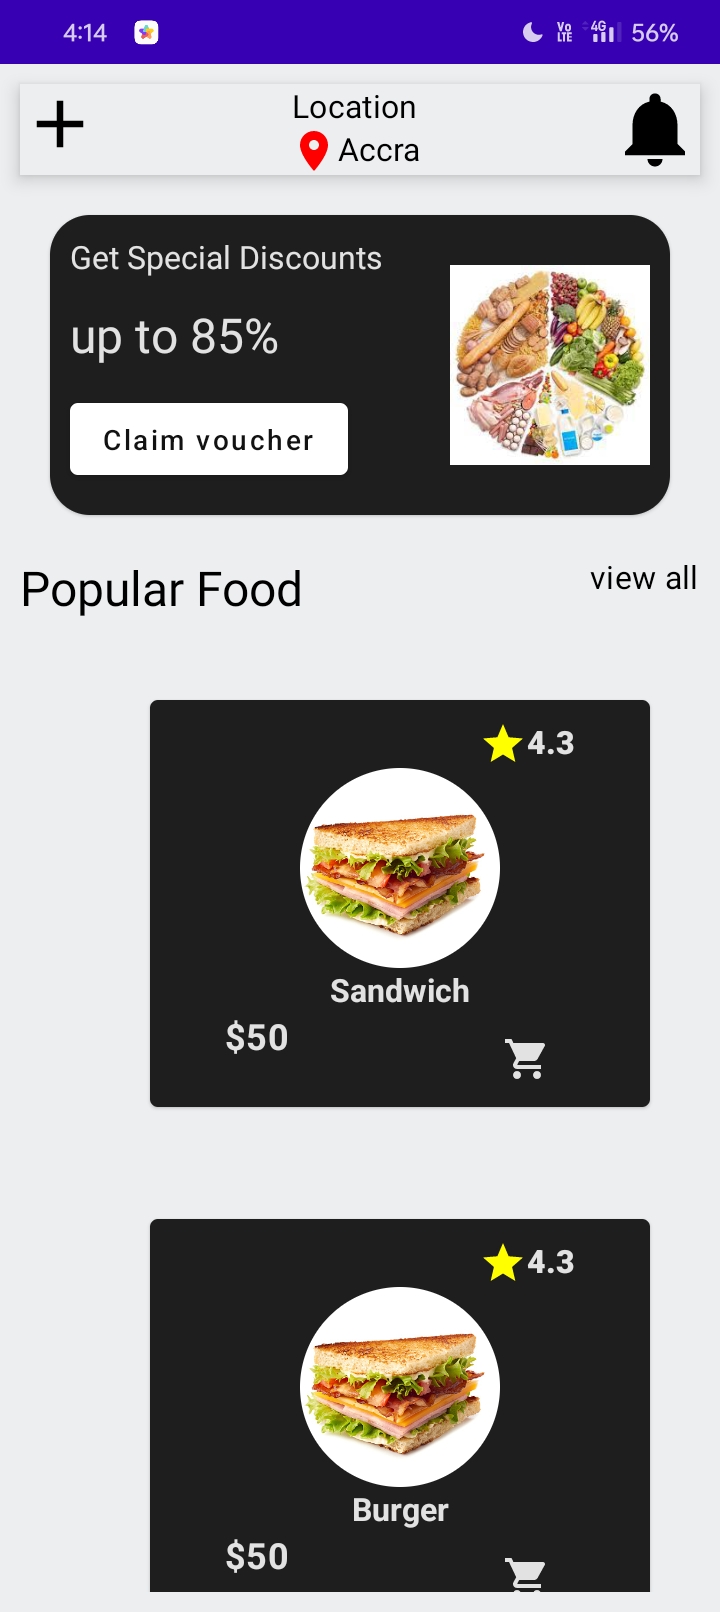 4:14
Vo LTE 4G 56%
Location
Accra
Get Special Discounts
up to 85%
Claim voucher
Popular Food
view all
4.3
Sandwich
$50
4.3
Burger
$50